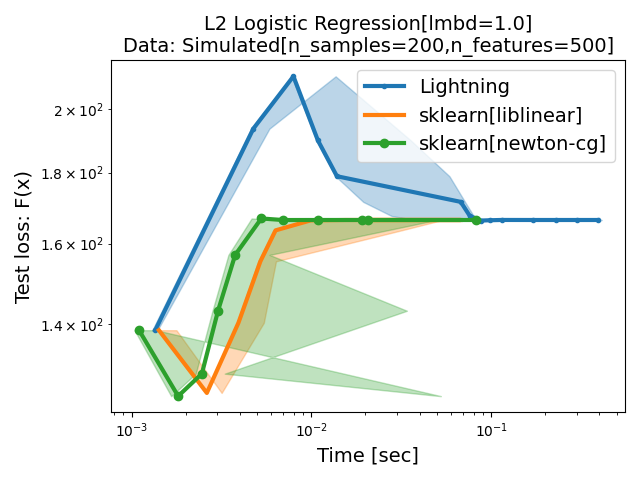 L2 Logistic Regression[lmbd=1.0]
Data: Simulated[n_samples=200,n_features=500]
Lightning
sklearn[liblinear]
sklearn[newton-cg]
Test loss: F(x)
2 × 10²
1.8 × 10²
1.6 × 10²
1.4 × 10²
10⁻³
10⁻²
10⁻¹
Time [sec]